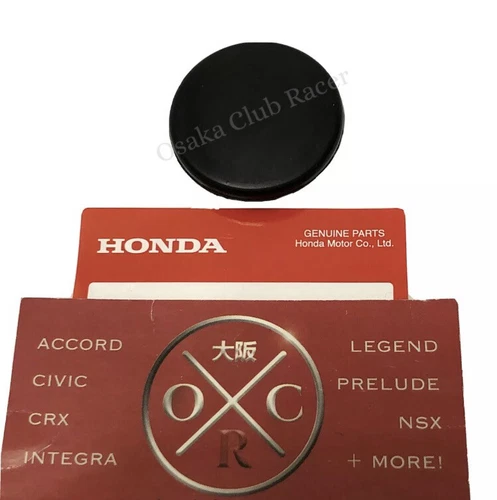 Osaka Club Racer
HONDA
GENUINE PARTS
Honda Motor Co., Ltd.
ACCORD
CIVIC
CRX
INTEGRA
大阪
O C
R
LEGEND
PRELUDE
NSX
+ MORE!